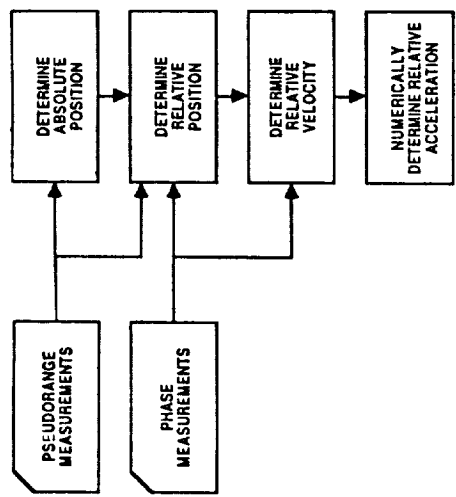 PSEUDORANGE
MEASUREMENTS
PHASE
MEASUREMENTS
DETERMINE
ABSOLUTE
POSITION
DETERMINE
RELATIVE
POSITION
DETERMINE
RELATIVE
VELOCITY
NUMERICALLY
DETERMINE RELATIVE
ACCELERATION